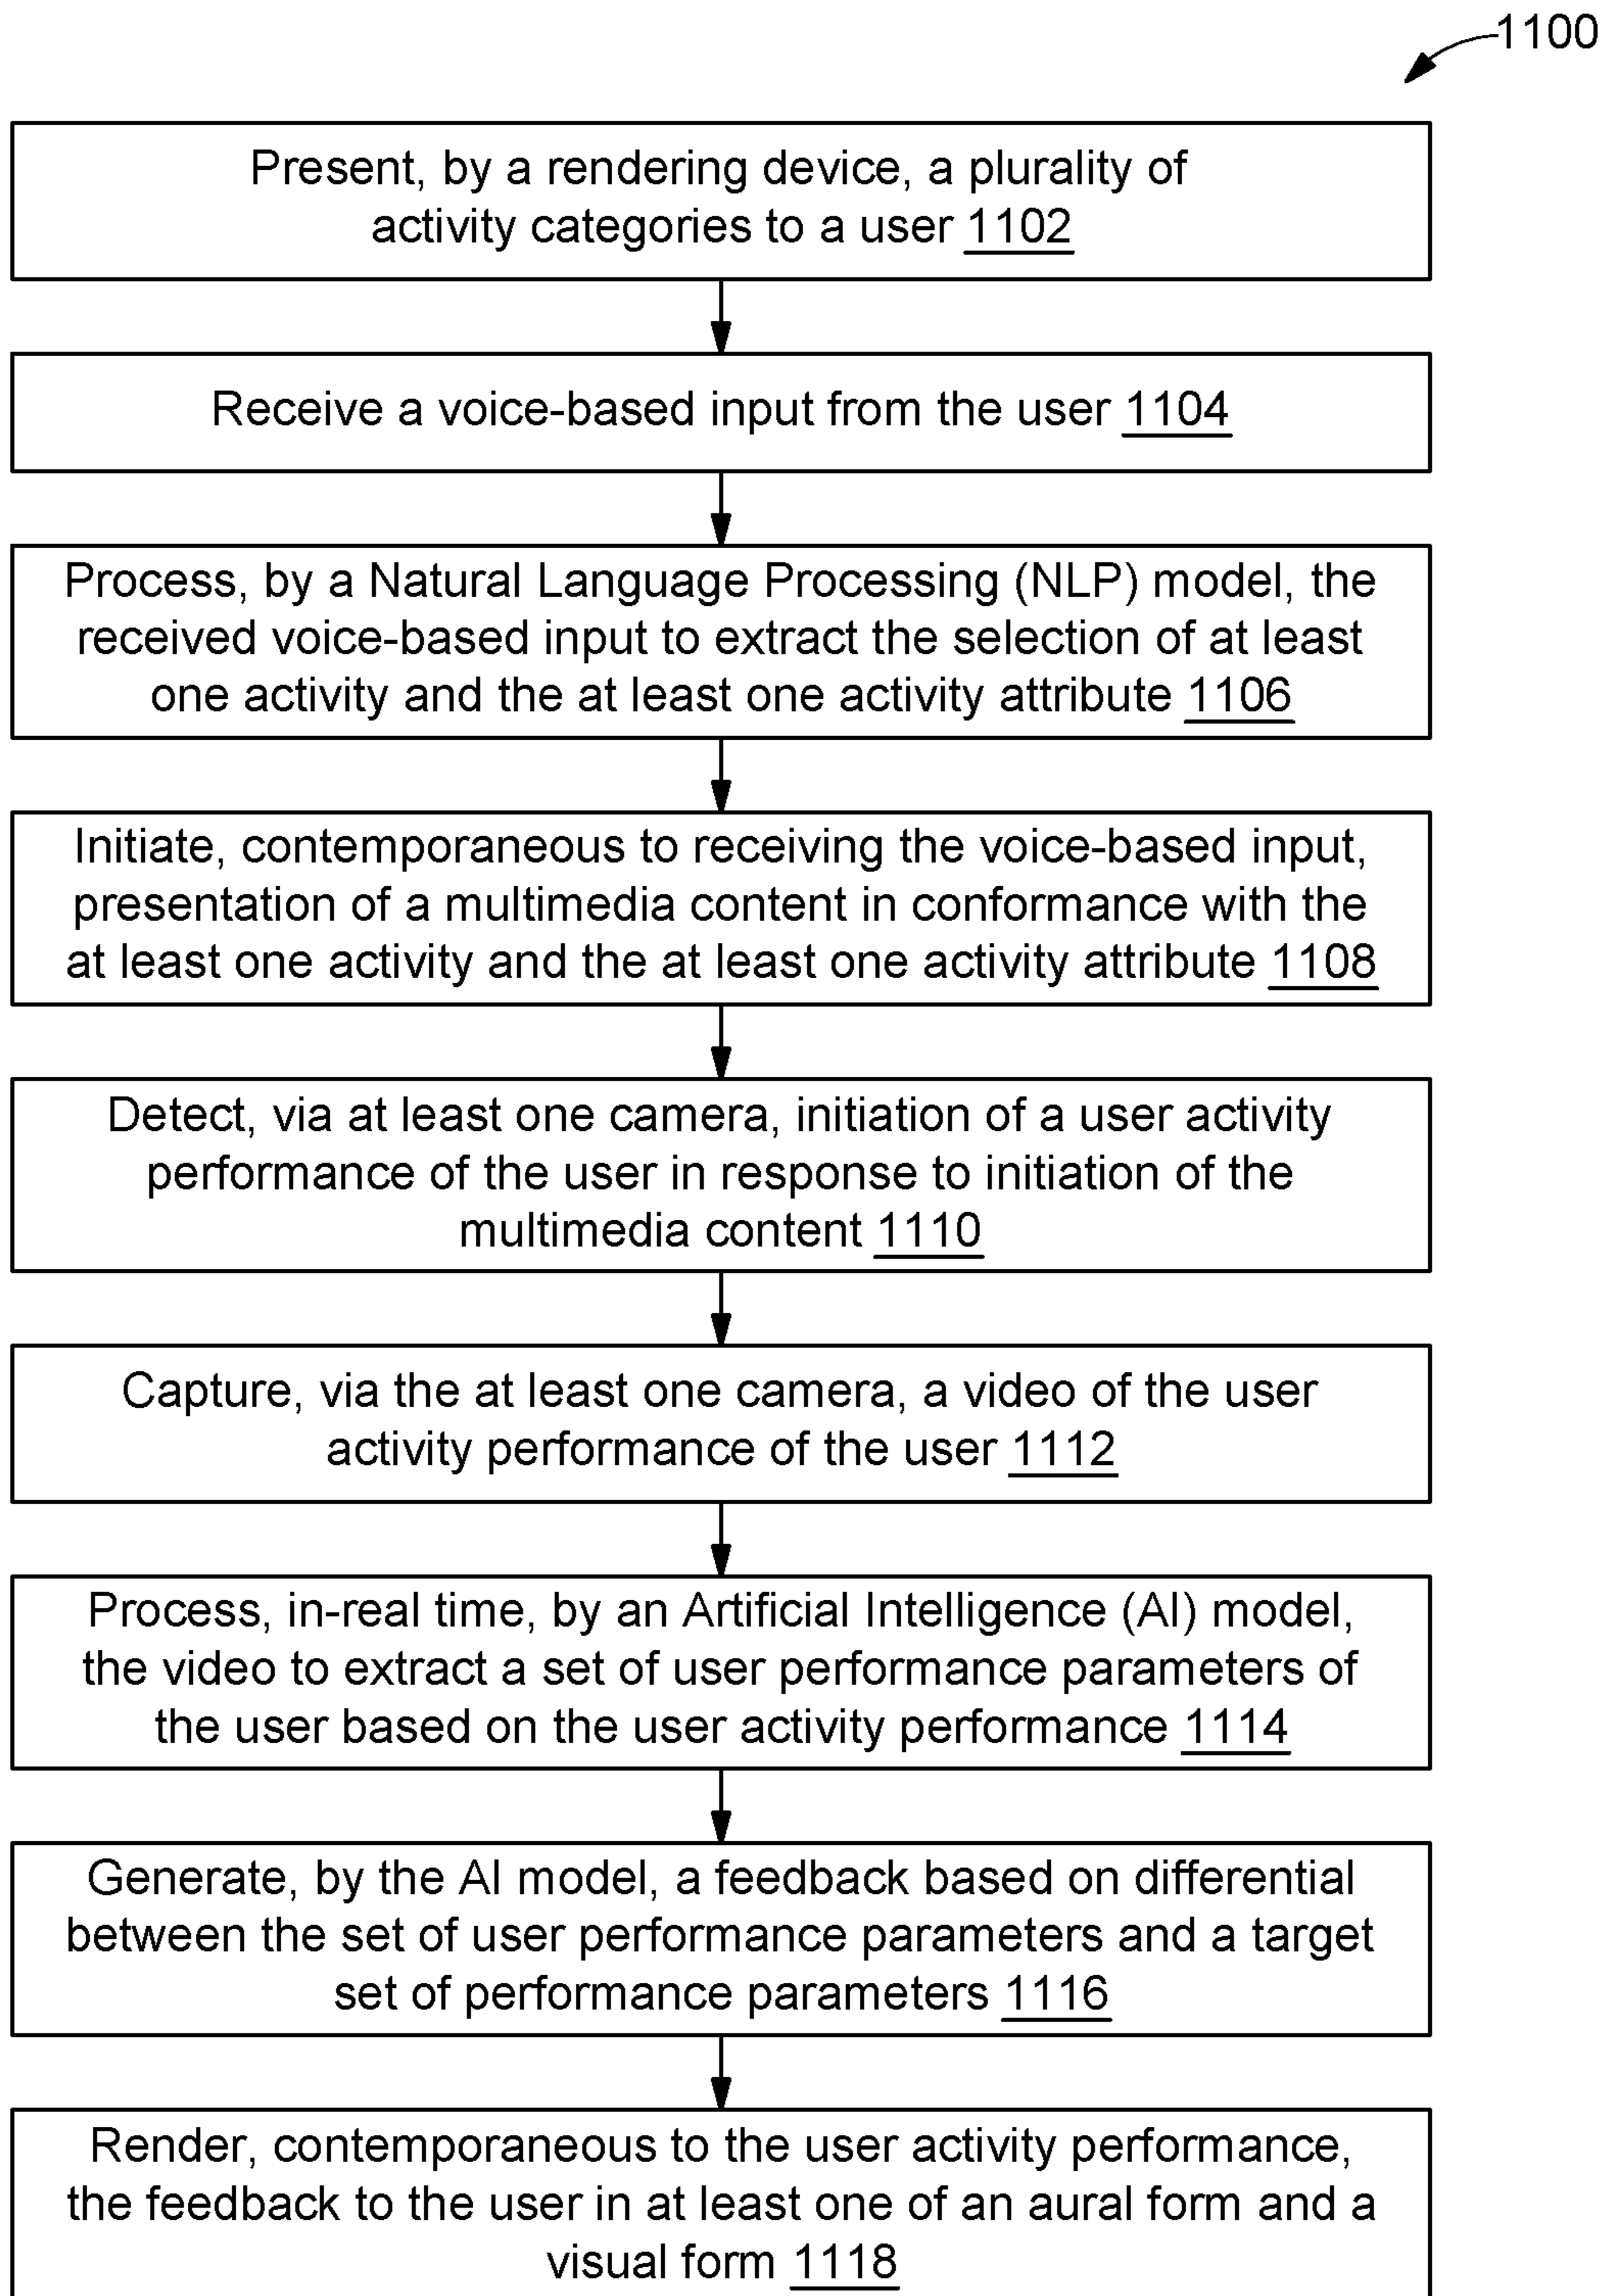 1100
Present, by a rendering device, a plurality of
activity categories to a user 1102
Receive a voice-based input from the user 1104
Process, by a Natural Language Processing (NLP) model, the
received voice-based input to extract the selection of at least
one activity and the at least one activity attribute 1106
Initiate, contemporaneous to receiving the voice-based input,
presentation of a multimedia content in conformance with the
at least one activity and the at least one activity attribute 1108
Detect, via at least one camera, initiation of a user activity
performance of the user in response to initiation of the
multimedia content 1110
Capture, via the at least one camera, a video of the user
activity performance of the user 1112
Process, in-real time, by an Artificial Intelligence (AI) model,
the video to extract a set of user performance parameters of
the user based on the user activity performance 1114
Generate, by the AI model, a feedback based on differential
between the set of user performance parameters and a target
set of performance parameters 1116
Render, contemporaneous to the user activity performance,
the feedback to the user in at least one of an aural form and a
visual form 1118